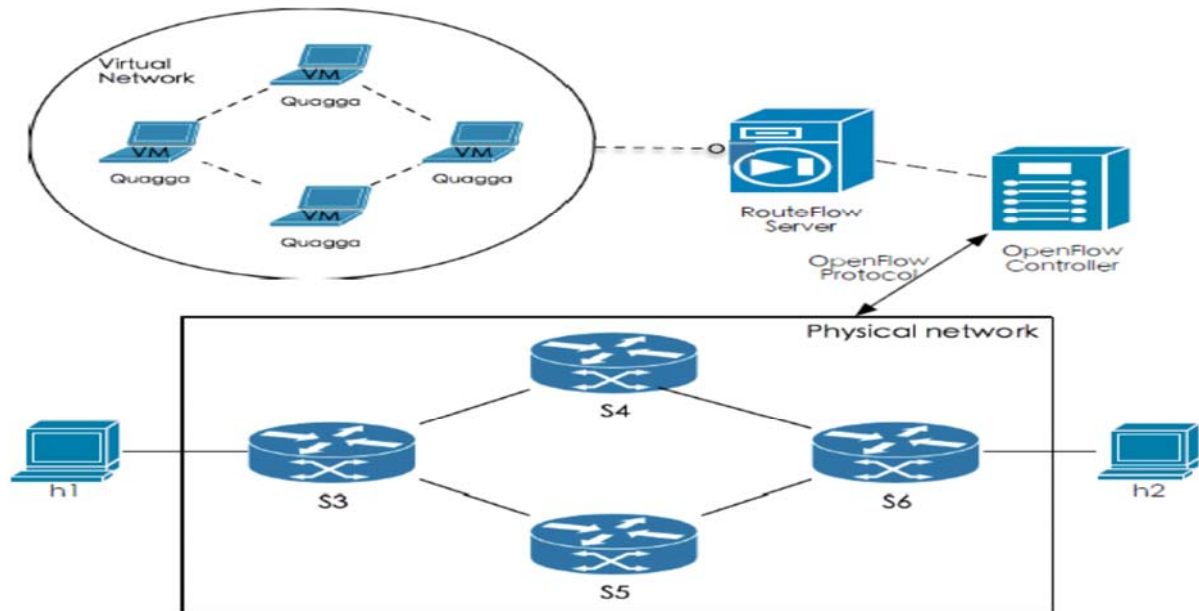 Virtual
Network
VM
Quagga
VM
Quagga
VM
Quagga
VM
Quagga
RouteFlow
Server
OpenFlow
Controller
OpenFlow
Protocol
Physical network
S4
h1
S3
S6
h2
S5